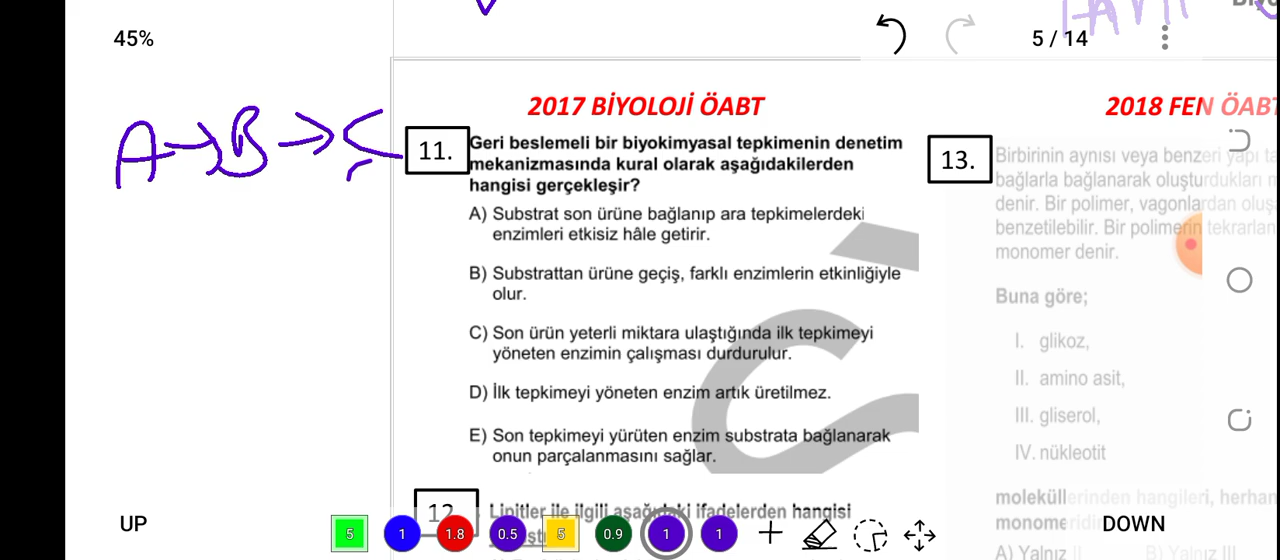 45%
5 / 14
A → B →
2017 BİYOLOJİ ÖABT
11.
Geri beslemeli bir biyokimyasal tepkimenin denetim
mekanizmasında kural olarak aşağıdakilerden
hangisi gerçekleşir?
A) Substrat son ürüne bağlanıp ara tepkimelerdeki
enzimleri etkisiz hâle getirir.
B) Substrattan ürüne geçiş, farklı enzimlerin etkinliğiyle
olur.
C) Son ürün yeterli miktara ulaştığında ilk tepkimeyi
yöneten enzimin çalışması durdurulur.
D) İlk tepkimeyi yöneten enzim artık üretilmez.
E) Son tepkimeyi yürüten enzim substrata bağlanarak
onun parçalanmasını sağlar.
12.
Lipitler ile ilgili aşağıdaki ifadelerden hangisi
2018 FEN ÖABT
13.
Birbirinin aynısı veya benzeri yapı
bağlarla bağlanarak oluşturdukları
denir. Bir polimer, vagonlardan
benzetilebilir. Bir polimerin
monomer denir.
Buna göre;
I. glikoz,
II. amino asit,
III. gliserol,
IV. nükleotit
moleküllerinden hangileri,
A) Yalnız II B) Yalnız III
UP
5 1 1.8 0.5 5 0.9 1 1
DOWN